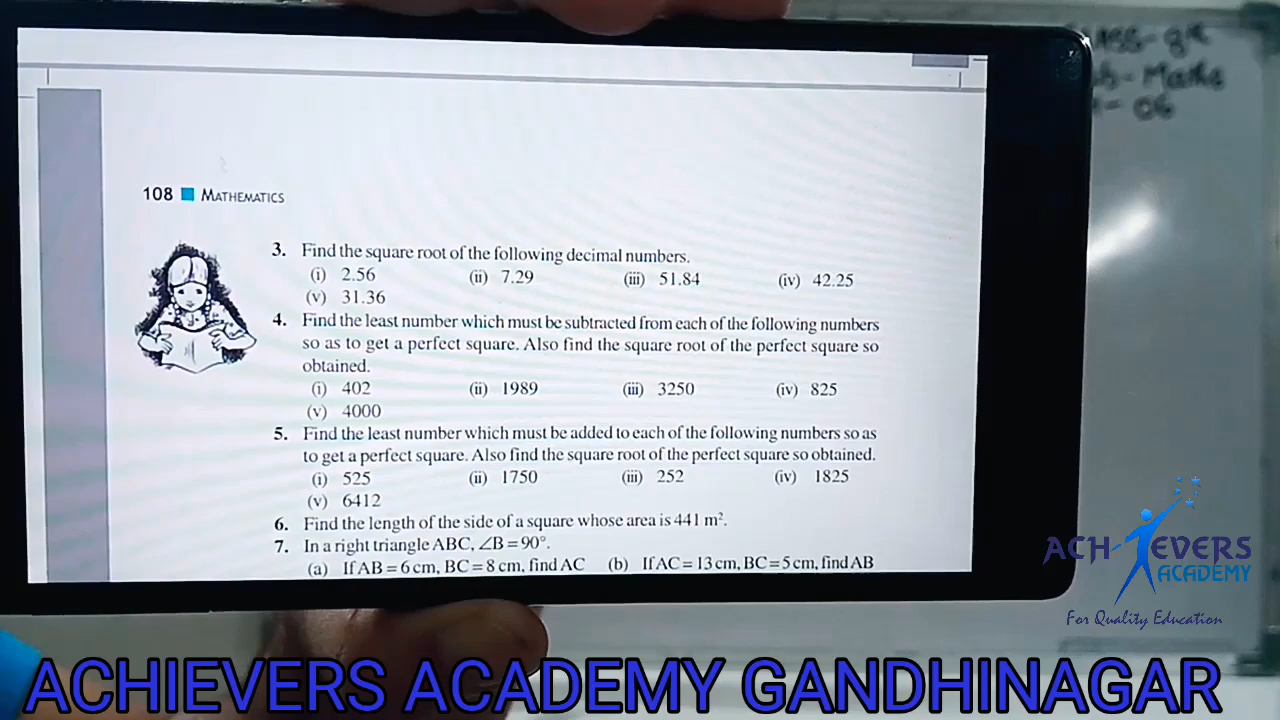 CLASS-8th
Sub-Maths
06
108 MATHEMATICS
3. Find the square root of the following decimal numbers.
(i) 2.56 (ii) 7.29 (iii) 51.84 (iv) 42.25
(v) 31.36
4. Find the least number which must be subtracted from each of the following numbers
so as to get a perfect square. Also find the square root of the perfect square so
obtained.
(i) 402 (ii) 1989 (iii) 3250 (iv) 825
(v) 4000
5. Find the least number which must be added to each of the following numbers so as
to get a perfect square. Also find the square root of the perfect square so obtained.
(i) 525 (ii) 1750 (iii) 252 (iv) 1825
(v) 6412
6. Find the length of the side of a square whose area is 441 m².
7. In a right triangle ABC, ∠B = 90°.
(a) If AB = 6 cm, BC = 8 cm, find AC (b) If AC = 13 cm, BC = 5 cm, find AB
ACH-IEVERS
ACADEMY
For Quality Education
ACHIEVERS ACADEMY GANDHINAGAR